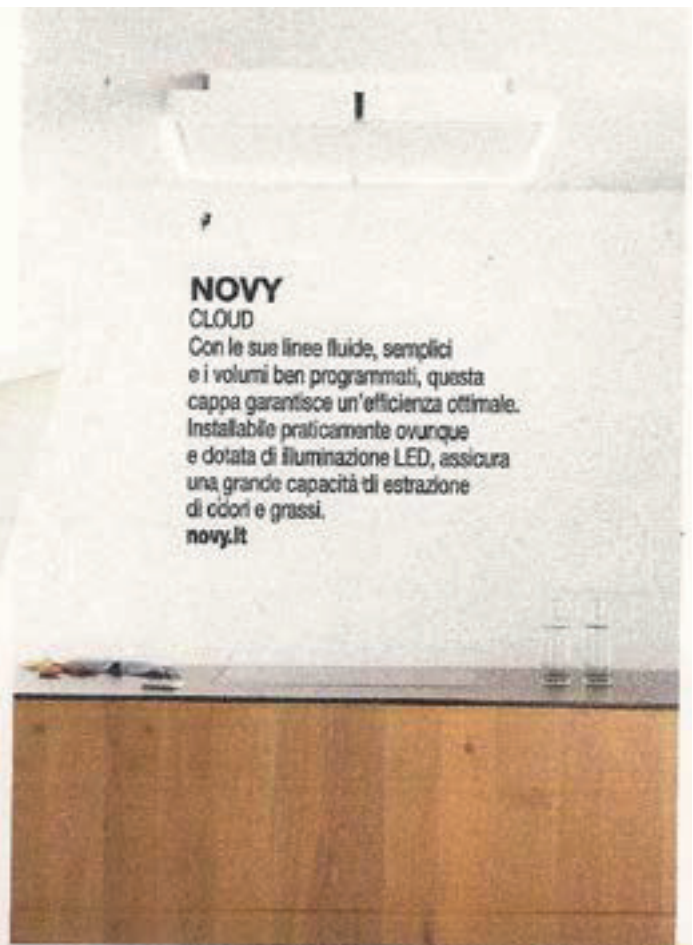 NOVY
CLOUD
Con le sue linee fluide, semplici
e i volumi ben programmati, questa
cappa garantisce un'efficienza ottimale.
Installabile praticamente ovunque
e dotata di illuminazione LED, assicura
una grande capacità di estrazione
di odori e grassi.
novy.it